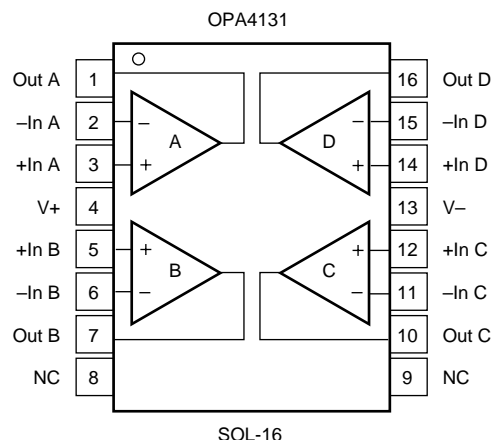 OPA4131
Out A 1 16 Out D
–In A 2 – – 15 –In D
A D
+In A 3 + + 14 +In D
V+ 4 13 V–
+In B 5 + + 12 +In C
B C
–In B 6 – – 11 –In C
Out B 7 10 Out C
NC 8 9 NC
SOL-16